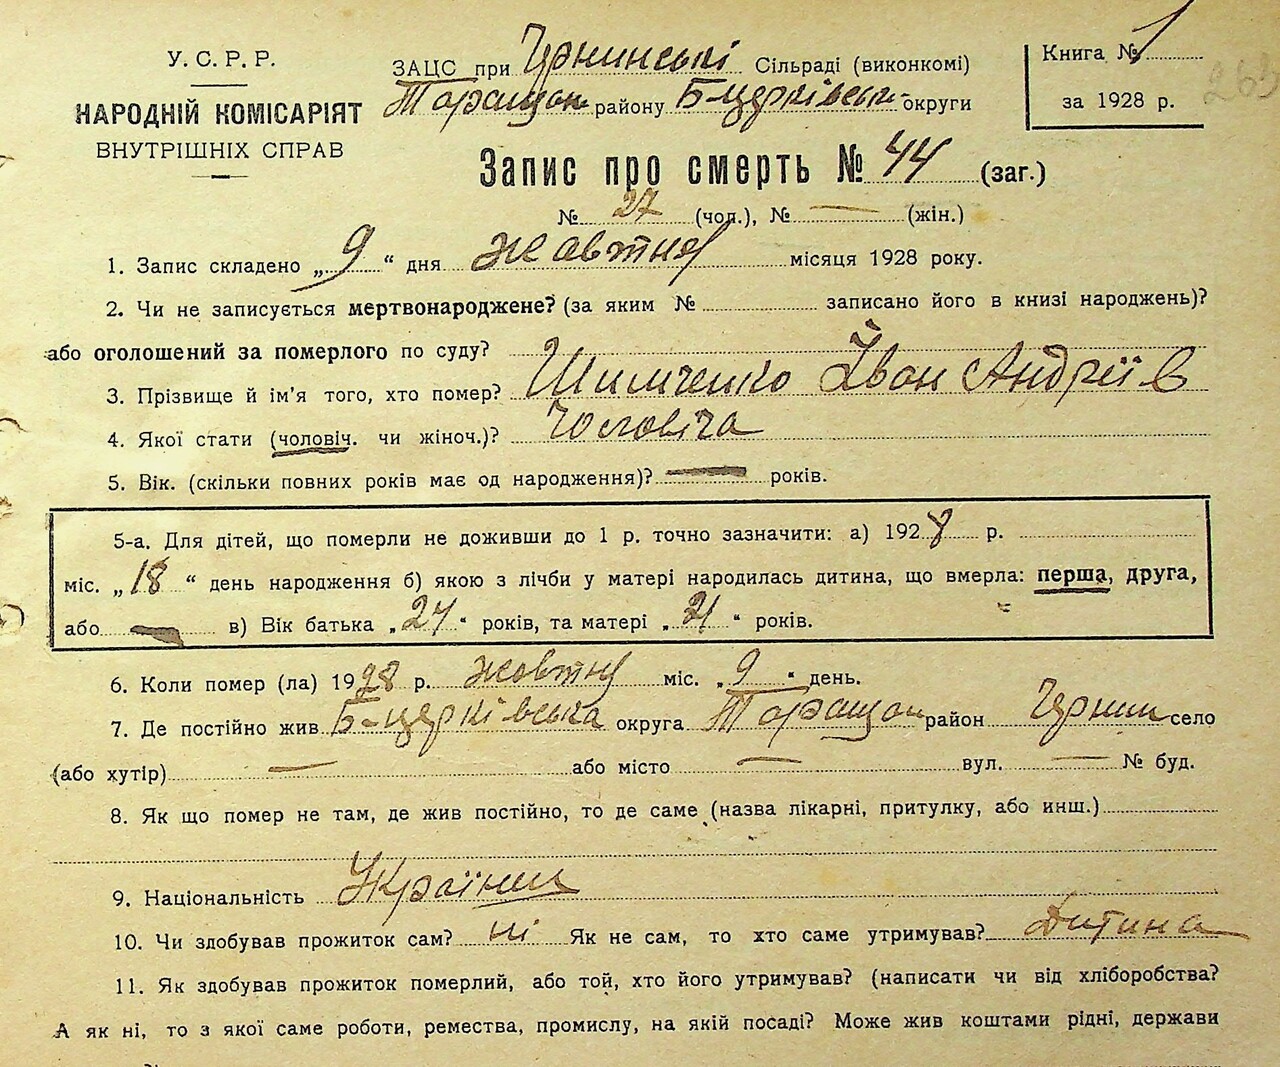 У. С. Р. Р.
НАРОДНІЙ КОМІСАРІЯТ
ВНУТРІШНІХ СПРАВ
ЗАЦС при Чернинські Сільраді (виконкомі)
Таращан району Б-церківськ округи
Книга № 1
за 1928 р.
263
Запис про смерть № 44 (заг.)
№ 27 (чол.), № — (жін.)
1. Запис складено „9“ дня жовтня місяця 1928 року.
2. Чи не записується мертвонароджене? (за яким № записано його в книзі народжень)?
або оголошений за померлого по суду?
3. Прізвище й ім'я того, хто помер? Шимченко Іван Андріїв
4. Якої стати (чоловіч. чи жіноч.)? Чоловіча
5. Вік. (скільки повних років має од народження)? — років.
5-а. Для дітей, що померли не доживши до 1 р. точно зазначити: а) 1928 р.
міс. „18“ день народження б) якою з лічби у матері народилась дитина, що вмерла: перша, друга,
або — в) Вік батька „24“ років, та матері „21“ років.
6. Коли помер (ла) 1928 р. жовтня міс. „9“ день.
7. Де постійно жив Б-церківська округа Таращан район Чернин село
(або хутір) — або місто — вул. — № буд.
8. Як що помер не там, де жив постійно, то де саме (назва лікарні, притулку, або инш.)
9. Національність Українец
10. Чи здобував прожиток сам? ні Як не сам, то хто саме утримував? Дитина
11. Як здобував прожиток померлий, або той, хто його утримував? (написати чи від хліборобства?
А як ні, то з якої саме роботи, ремества, промислу, на якій посаді? Може жив коштами рідні, держави